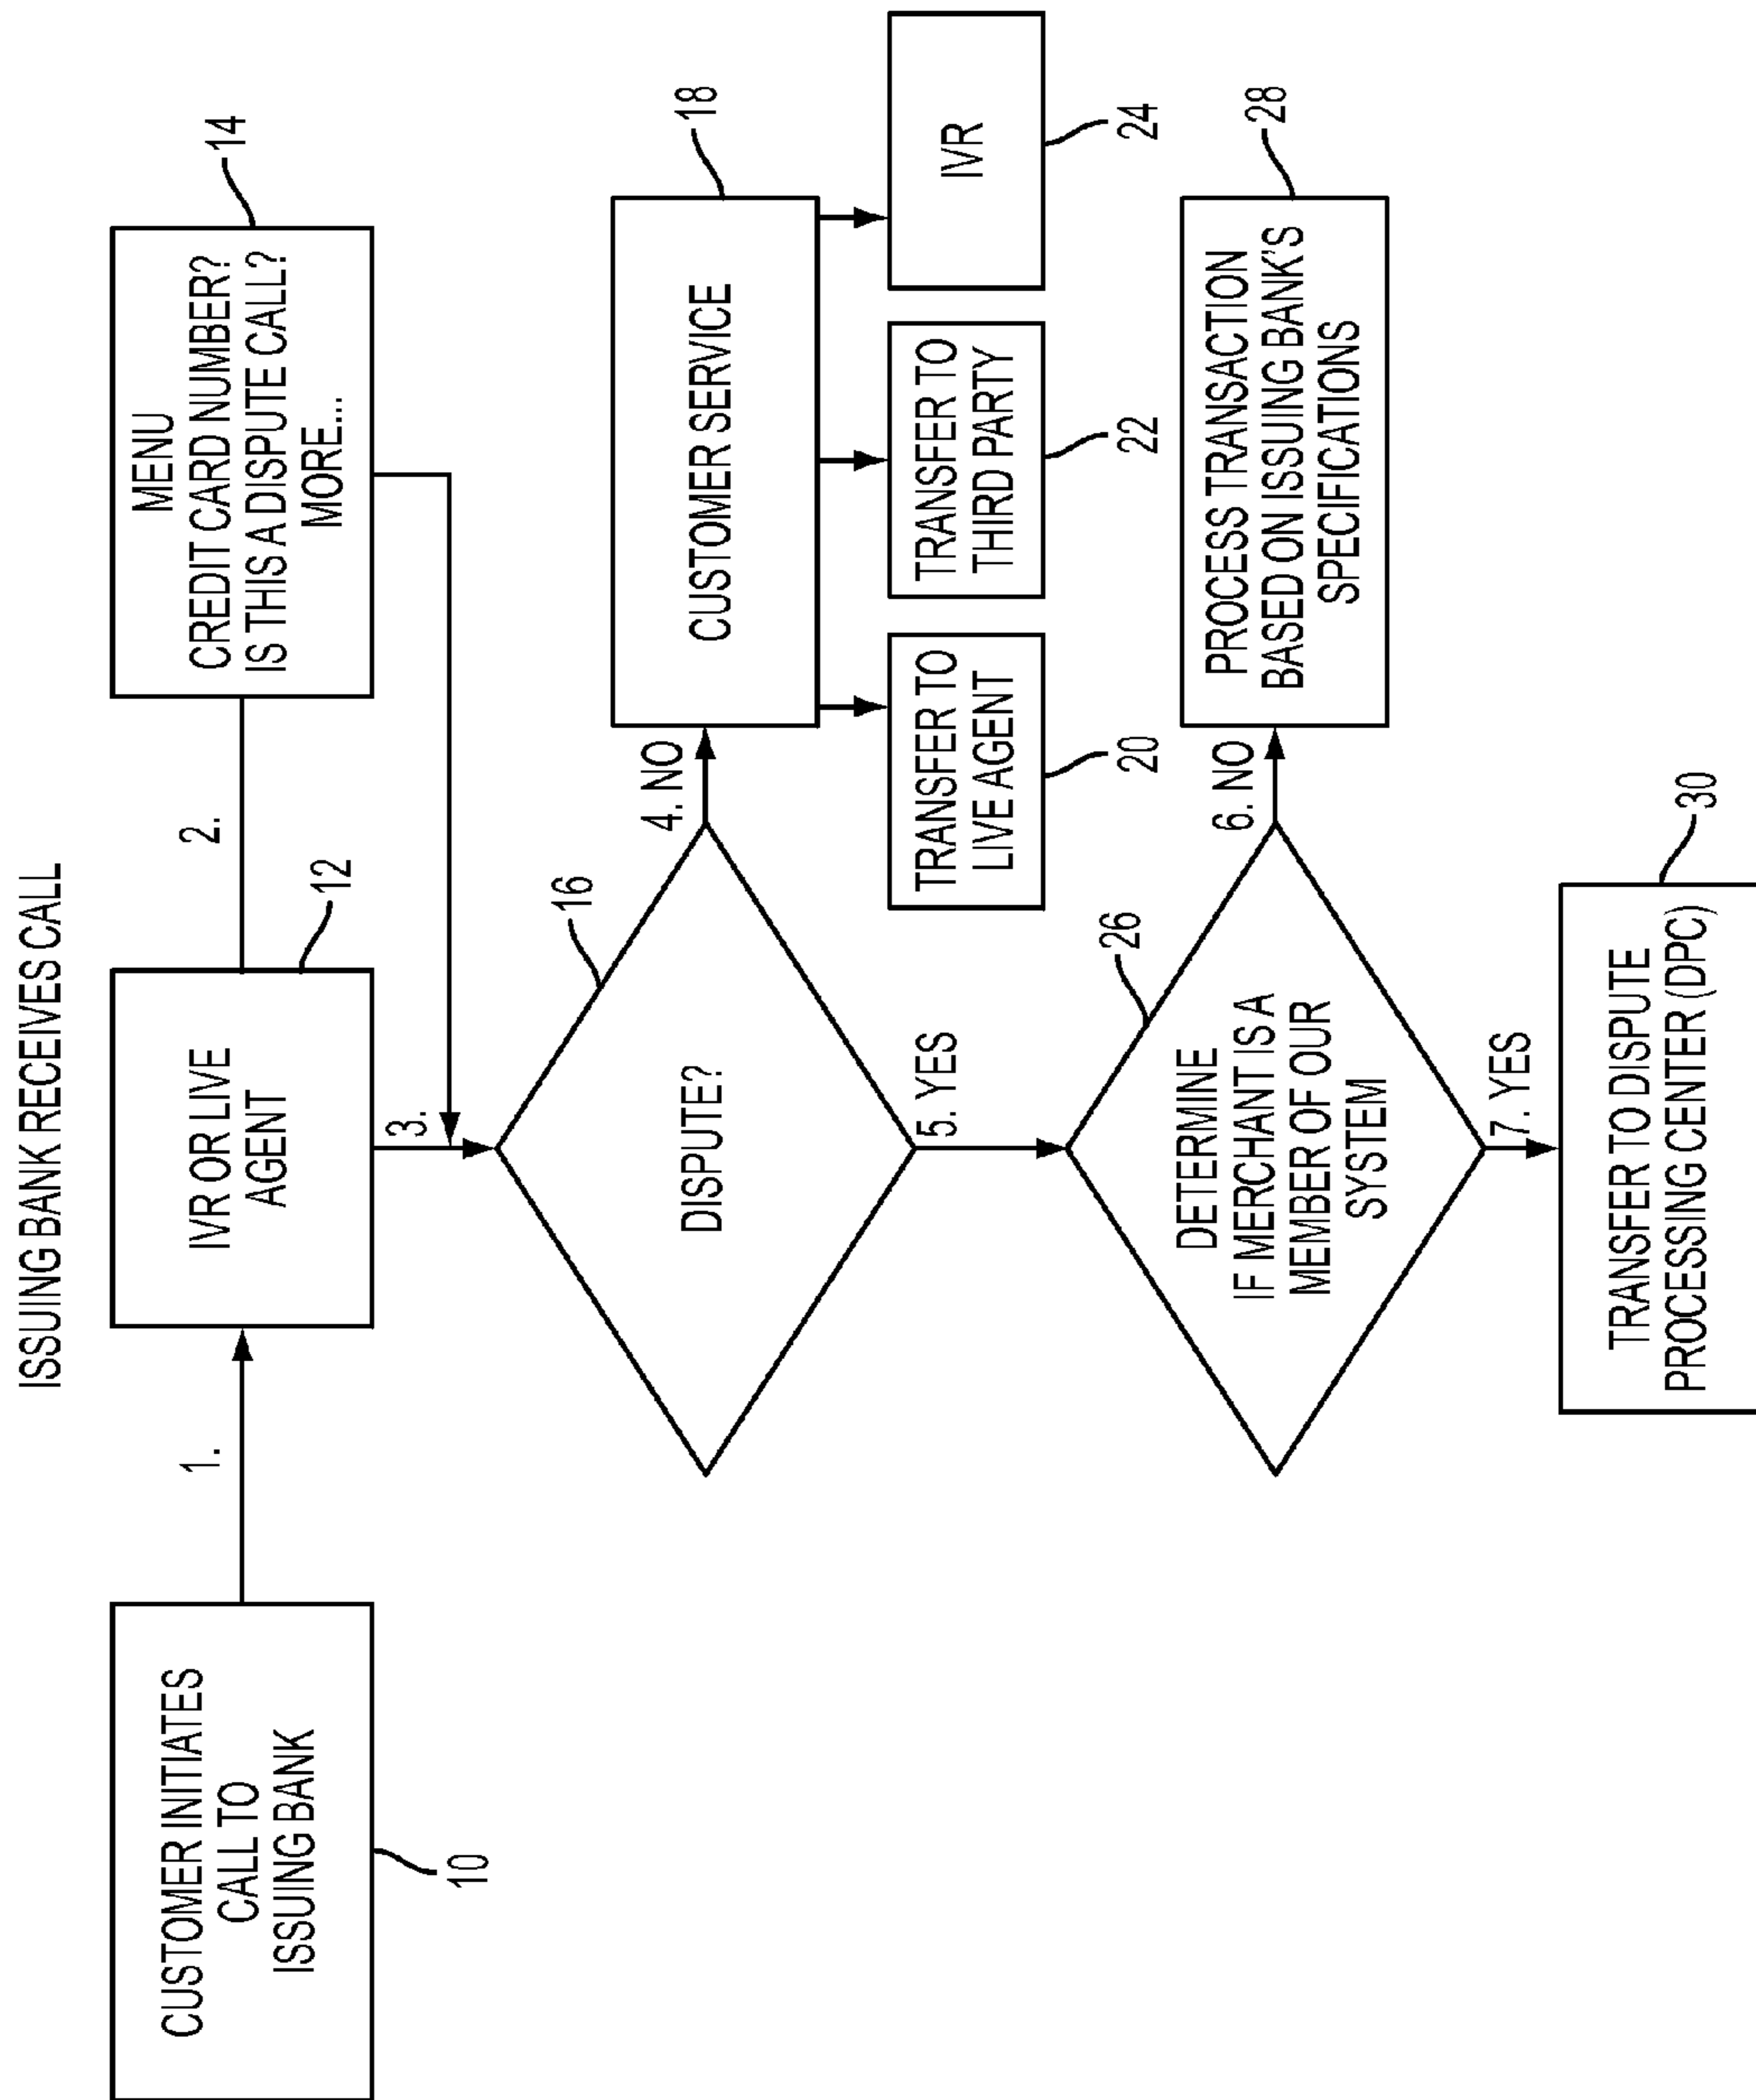 ISSUING BANK RECEIVES CALL
CUSTOMER INITIATES
CALL TO
ISSUING BANK
10
1.
IVR OR LIVE
AGENT
12
2.
MENU
CREDIT CARD NUMBER?
IS THIS A DISPUTE CALL?
MORE...
14
3.
DISPUTE?
16
4. NO
CUSTOMER SERVICE
18
TRANSFER TO
LIVE AGENT
20
TRANSFER TO
THIRD PARTY
22
IVR
24
5. YES
DETERMINE
IF MERCHANT IS A
MEMBER OF OUR
SYSTEM
26
6. NO
PROCESS TRANSACTION
BASED ON ISSUING BANK'S
SPECIFICATIONS
28
7. YES
TRANSFER TO DISPUTE
PROCESSING CENTER (DPC)
30